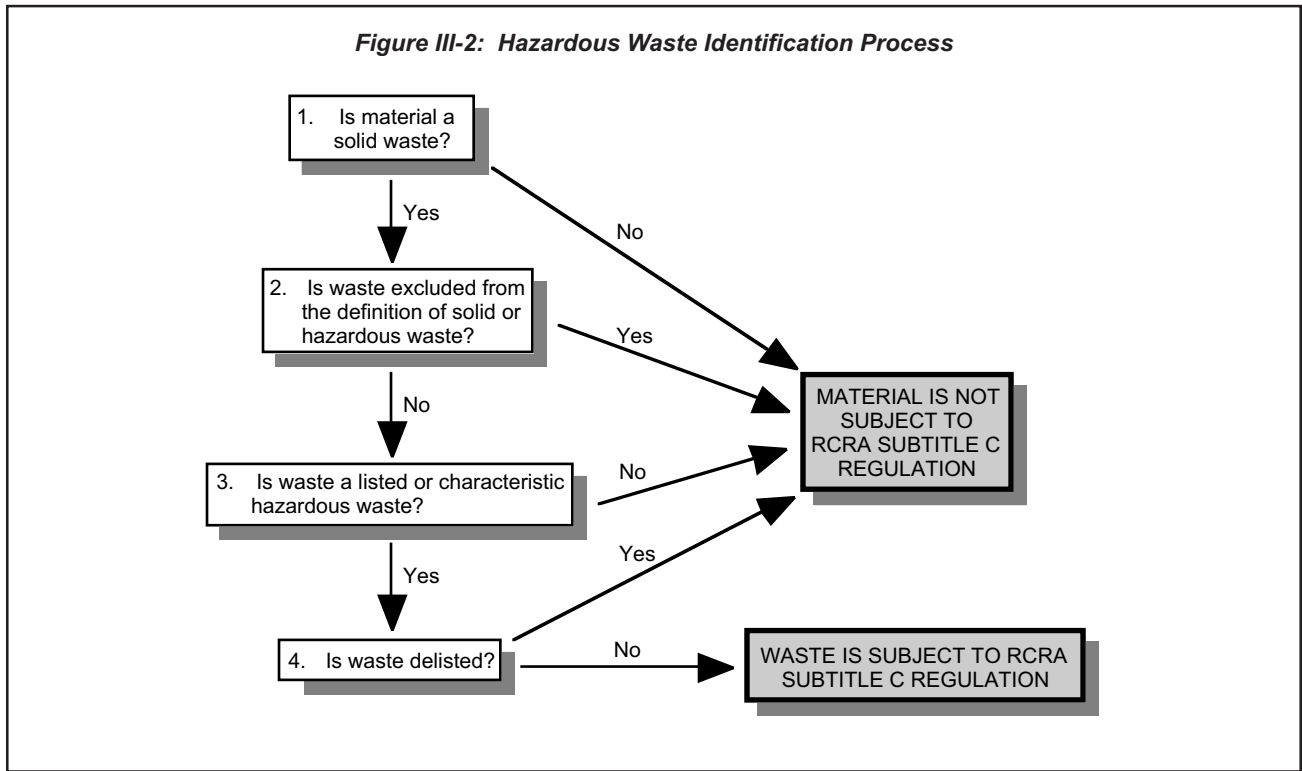 Figure III-2: Hazardous Waste Identification Process
1. Is material a
solid waste?
Yes
No
2. Is waste excluded from
the definition of solid or
hazardous waste?
Yes
No
MATERIAL IS NOT
SUBJECT TO
RCRA SUBTITLE C
REGULATION
3. Is waste a listed or characteristic
hazardous waste?
No
Yes
Yes
4. Is waste delisted?
No
WASTE IS SUBJECT TO RCRA
SUBTITLE C REGULATION